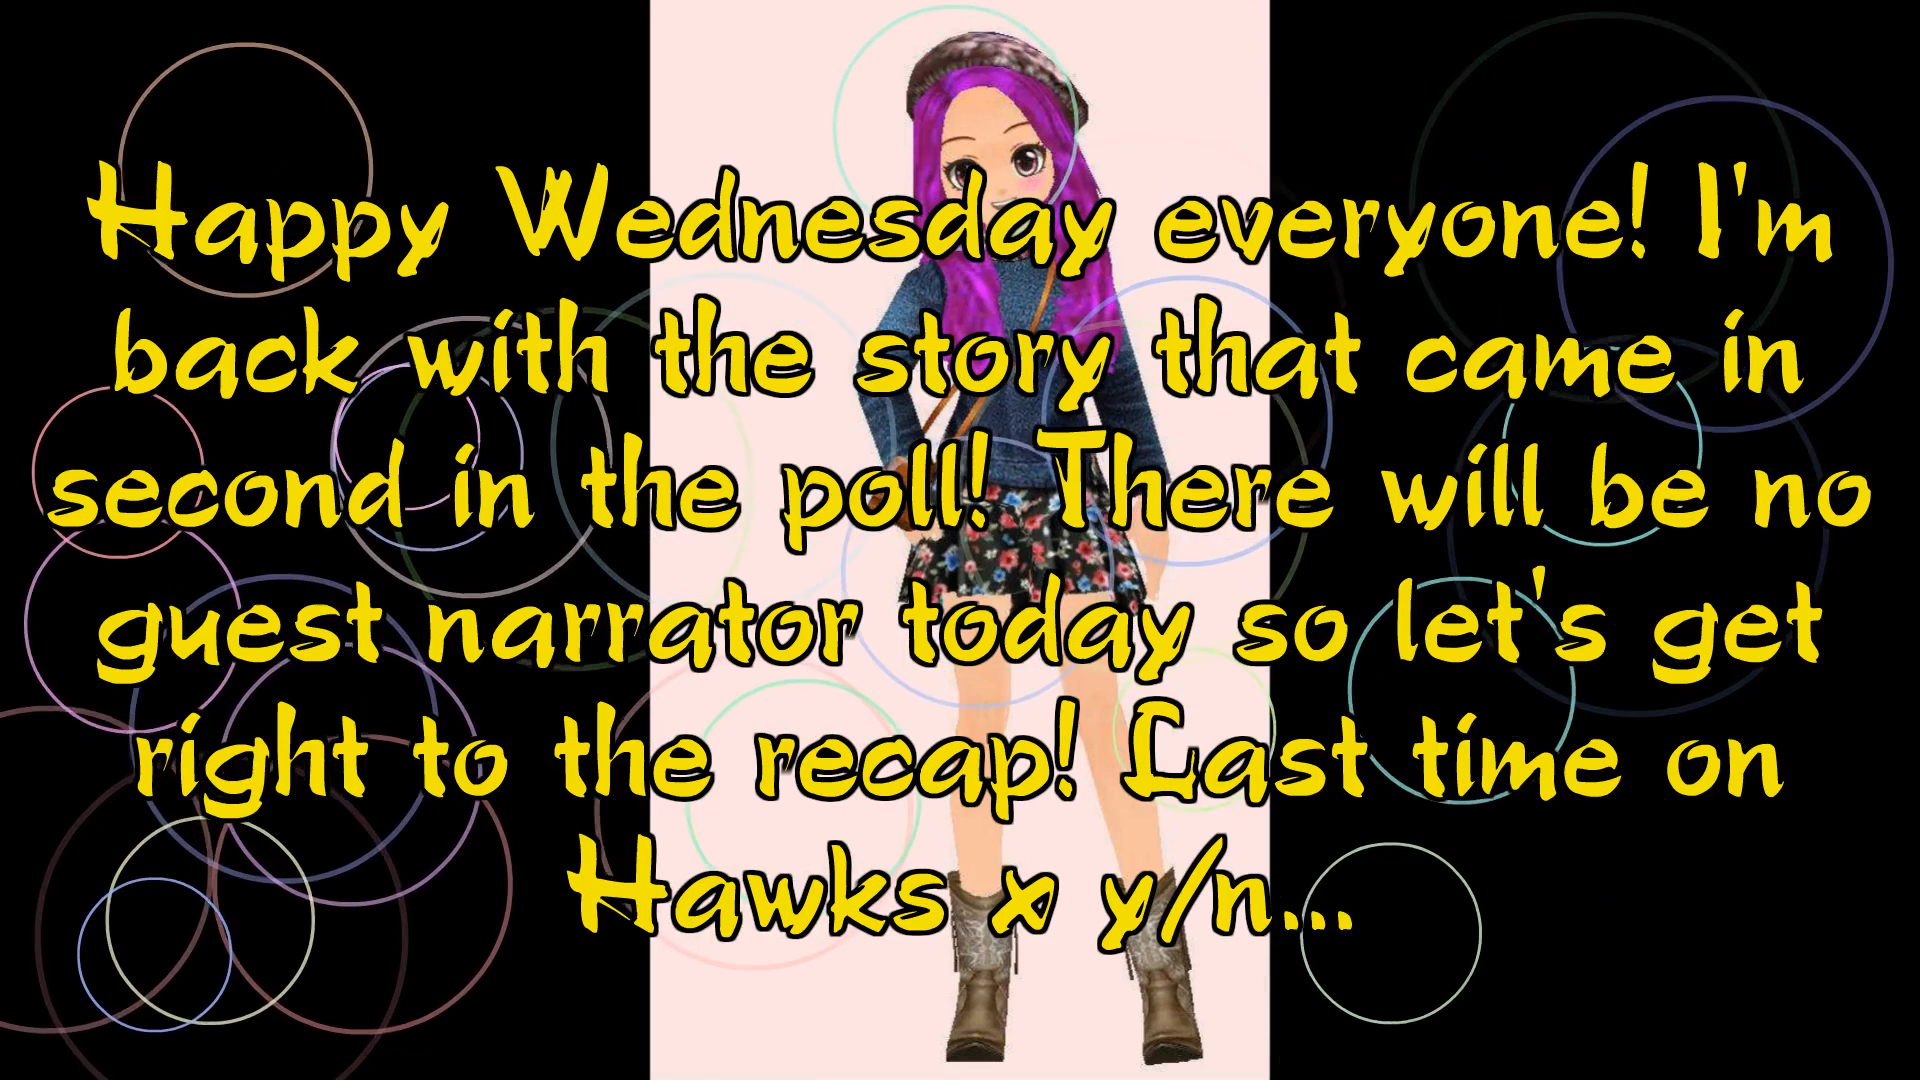 Happy Wednesday everyone! I'm
back with the story that came in
second in the poll! There will be no
guest narrator today so let's get
right to the recap! Last time on
Hawks x y/n...